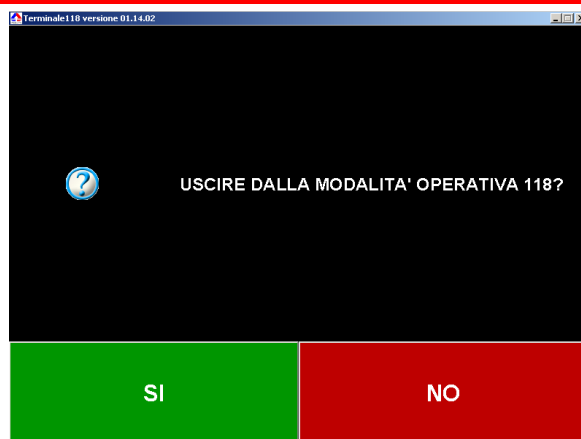 Terminale118 versione 01.14.02
USCIRE DALLA MODALITA' OPERATIVA 118?
SI
NO